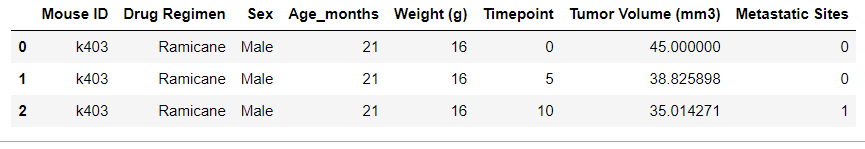 Mouse ID Drug Regimen Sex Age_months Weight (g) Timepoint Tumor Volume (mm3) Metastatic Sites
0 k403 Ramicane Male 21 16 0 45.000000 0
1 k403 Ramicane Male 21 16 5 38.825898 0
2 k403 Ramicane Male 21 16 10 35.014271 1